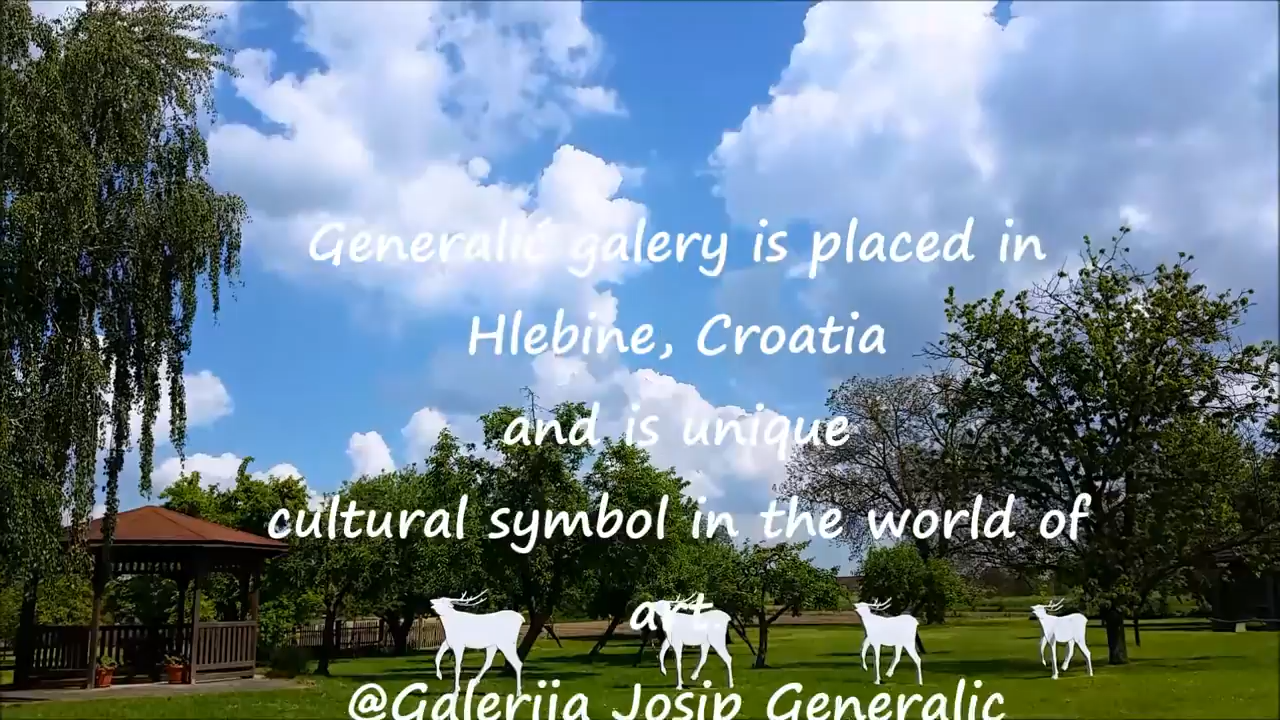 Generalić galery is placed in
Hlebine, Croatia
and is unique
cultural symbol in the world of
art.
@Galerija Josip Generalic